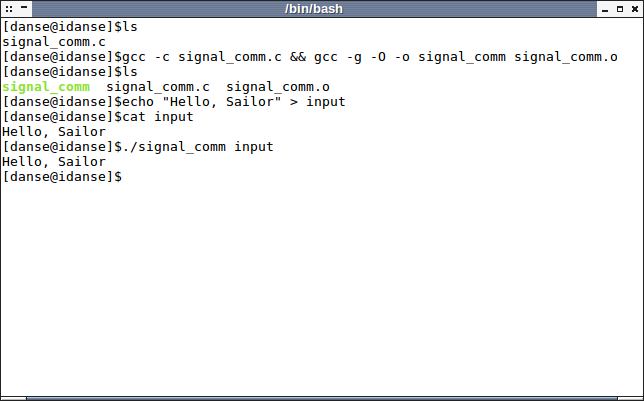 /bin/bash
[danse@idanse]$ls
signal_comm.c
[danse@idanse]$gcc -c signal_comm.c && gcc -g -O -o signal_comm signal_comm.o
[danse@idanse]$ls
signal_comm  signal_comm.c  signal_comm.o
[danse@idanse]$echo "Hello, Sailor" > input
[danse@idanse]$cat input
Hello, Sailor
[danse@idanse]$./signal_comm input
Hello, Sailor
[danse@idanse]$